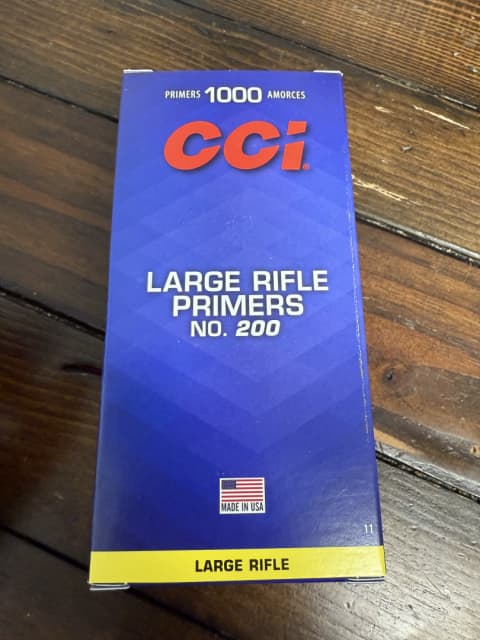 PRIMERS 1000 AMORCES
CCi®
LARGE RIFLE
PRIMERS
NO. 200
MADE IN USA
11
LARGE RIFLE